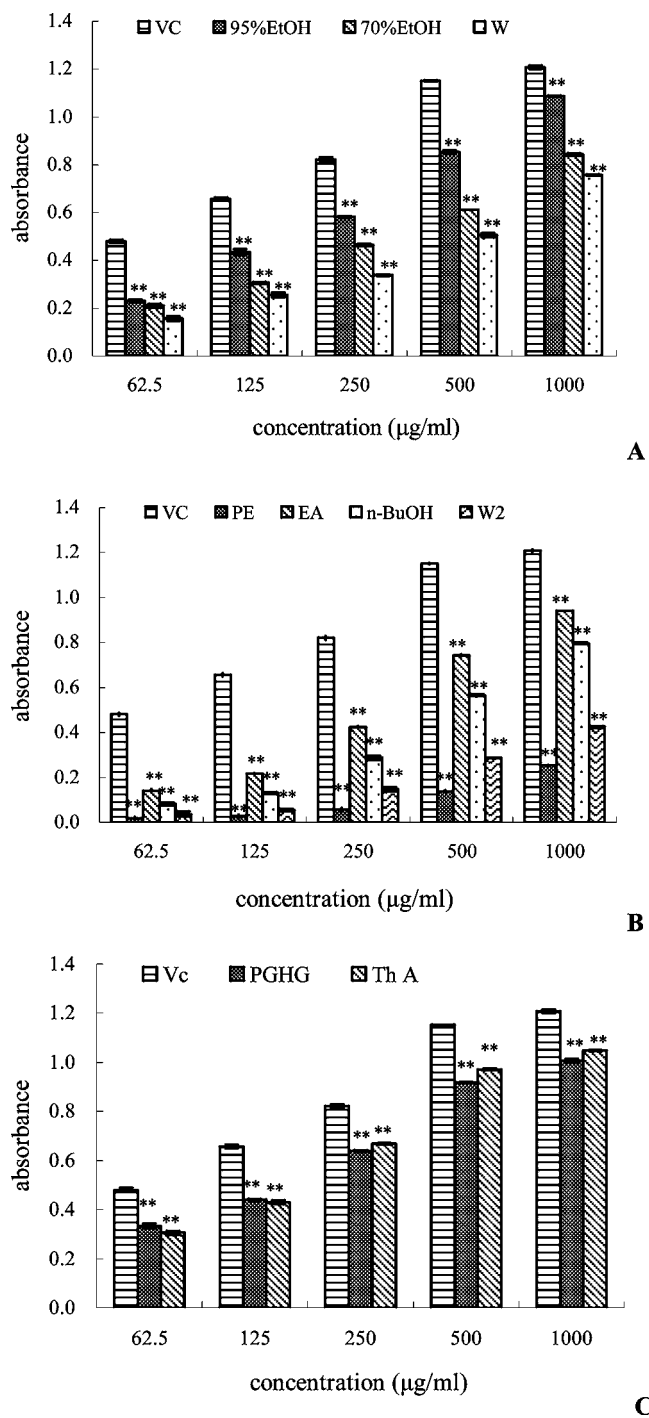 VC 95%EtOH 70%EtOH W
1.4
1.2
1.0
0.8
0.6
0.4
0.2
0.0
absorbance
** ** **
** ** **
** ** **
** ** **
** ** **
62.5 125 250 500 1000
concentration (μg/ml)
A
VC PE EA n-BuOH W2
1.4
1.2
1.0
0.8
0.6
0.4
0.2
0.0
absorbance
** ** ** **
** ** ** **
** ** ** **
** ** ** **
** ** ** **
62.5 125 250 500 1000
concentration (μg/ml)
B
Vc PGHG Th A
1.4
1.2
1.0
0.8
0.6
0.4
0.2
0.0
absorbance
** **
** **
** **
** **
** **
62.5 125 250 500 1000
concentration (μg/ml)
C